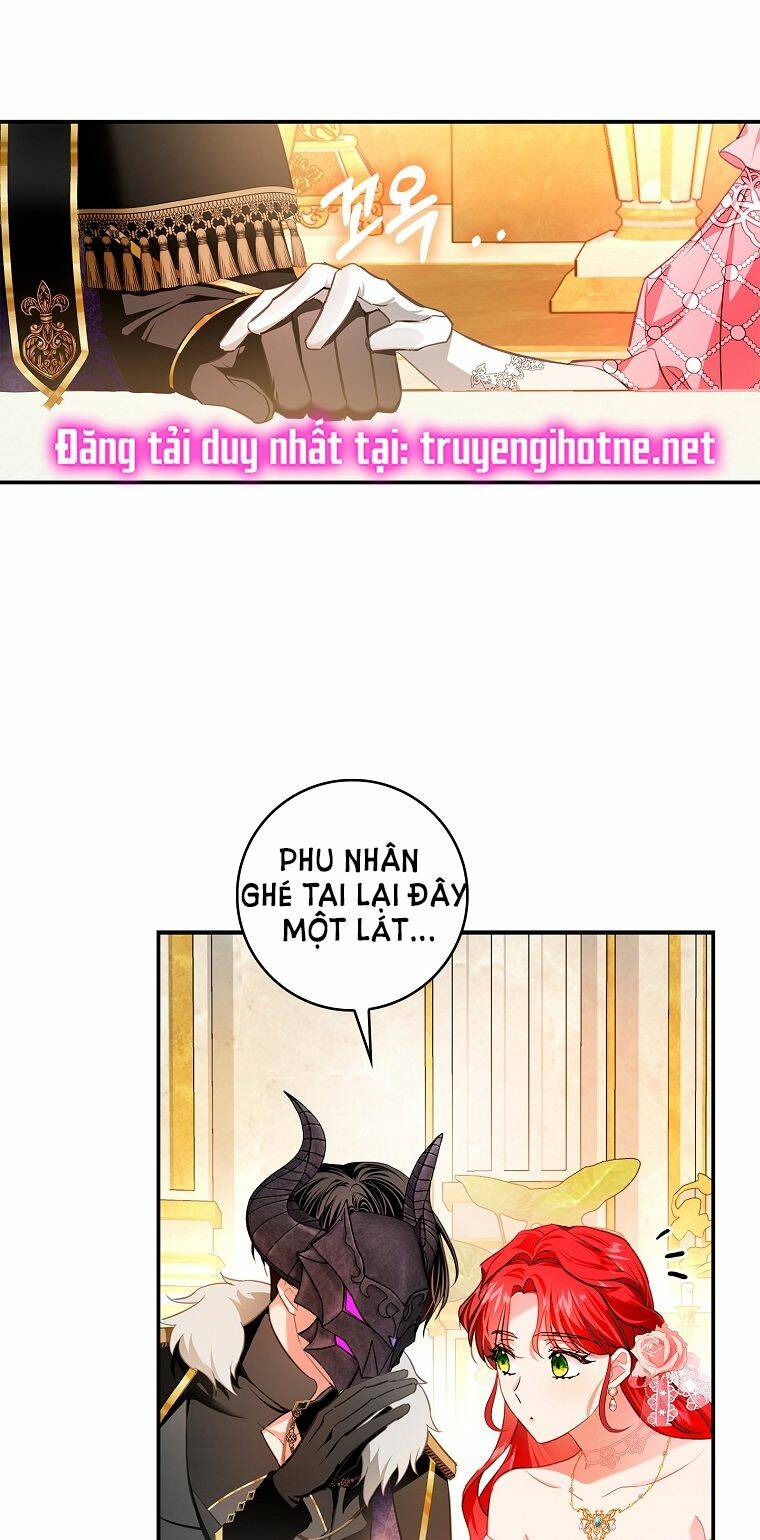 꼬옥..
Đăng tải duy nhất tại: truyengihotne.net
PHU NHÂN
GHÉ TAI LẠI ĐÂY
MỘT LÁT...